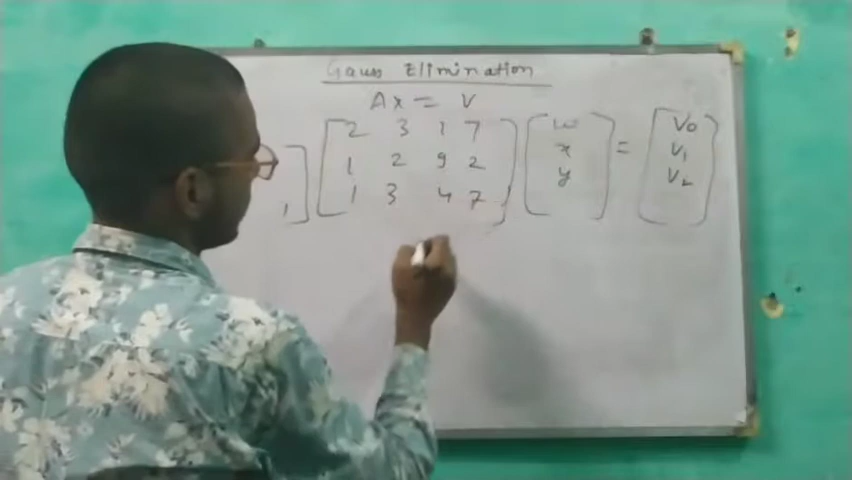 Gauss Elimination
Ax = V
2 3 1 7 w = V0
1 2 9 2 x V1
1 3 4 7 y V2